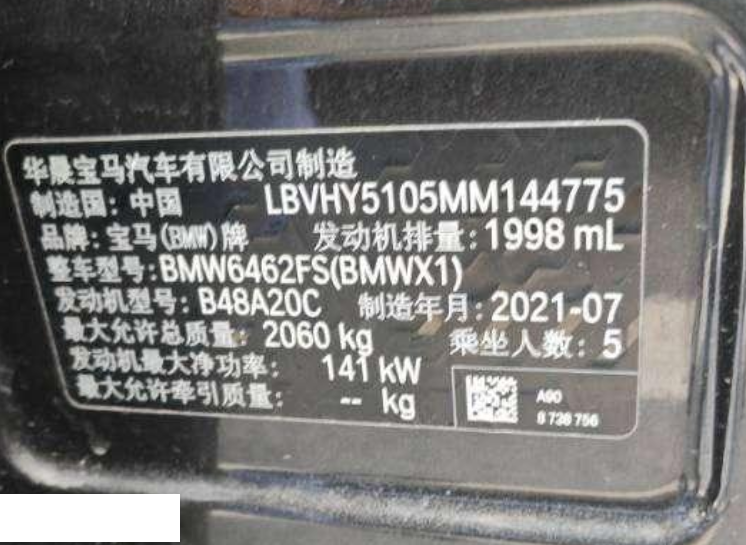 华晨宝马汽车有限公司制造
制造国：中国 LBVHY5105MM144775
品牌：宝马(BMW)牌 发动机排量：1998 mL
整车型号：BMW6462FS(BMWX1)
发动机型号：B48A20C 制造年月：2021-07
最大允许总质量：2060 kg 乘坐人数：5
发动机最大净功率：141 kW
最大允许牵引质量：-- kg
A90
8 738 756